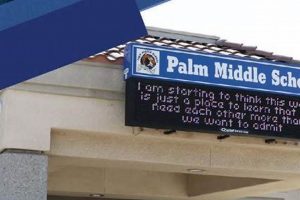 Palm Middle Scho
I am starting to think this w
is just a place to learn that
need each other more than
we want to admit